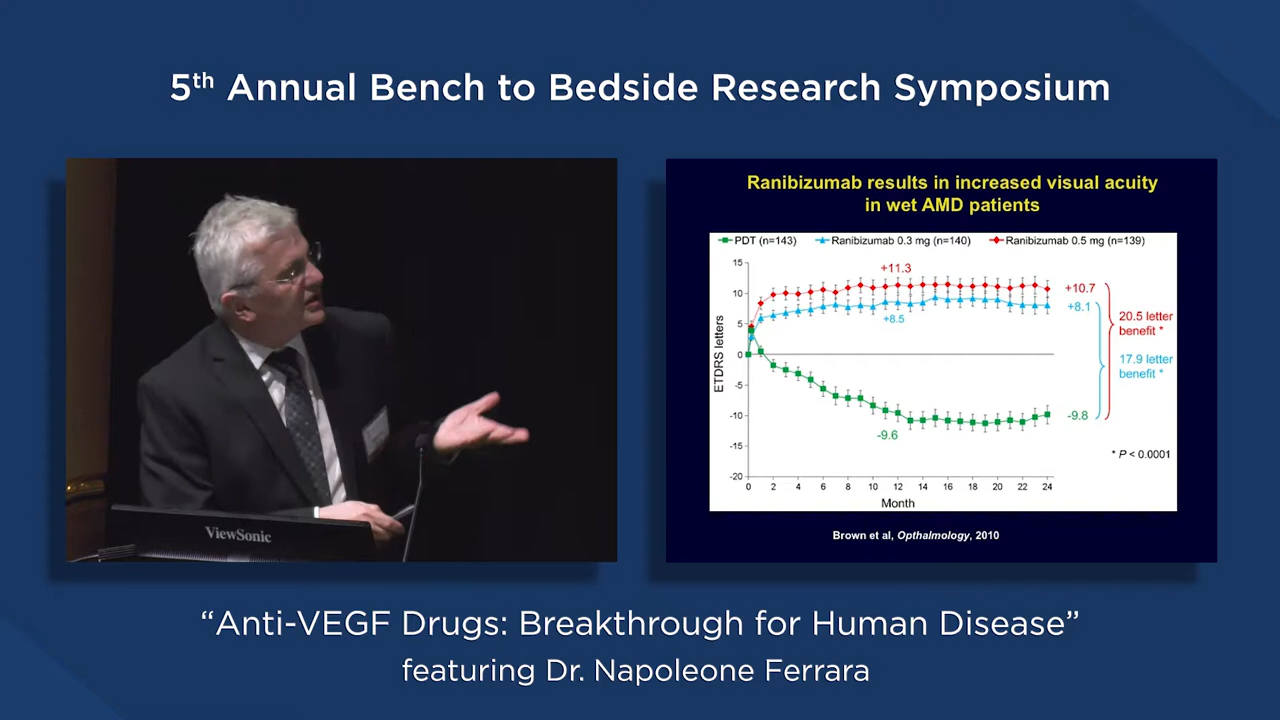 5th Annual Bench to Bedside Research Symposium
ViewSonic
Ranibizumab results in increased visual acuity
in wet AMD patients
PDT (n=143) Ranibizumab 0.3 mg (n=140) Ranibizumab 0.5 mg (n=139)
15
10
5
0
-5
-10
-15
-20
ETDRS letters
+11.3
+8.5
-9.6
+10.7
+8.1
-9.8
20.5 letter
benefit *
17.9 letter
benefit *
* P < 0.0001
0 2 4 6 8 10 12 14 16 18 20 22 24
Month
Brown et al, Opthalmology, 2010
“Anti-VEGF Drugs: Breakthrough for Human Disease”
featuring Dr. Napoleone Ferrara